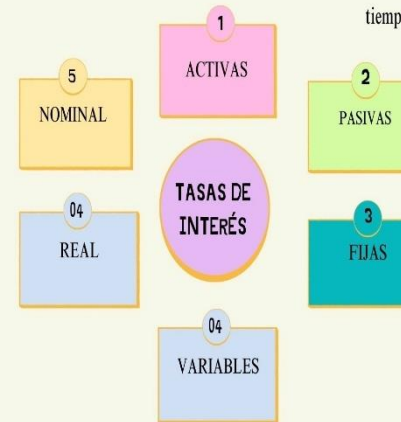 tiemp
1
ACTIVAS
5
NOMINAL
2
PASIVAS
TASAS DE
INTERÉS
04
REAL
3
FIJAS
04
VARIABLES